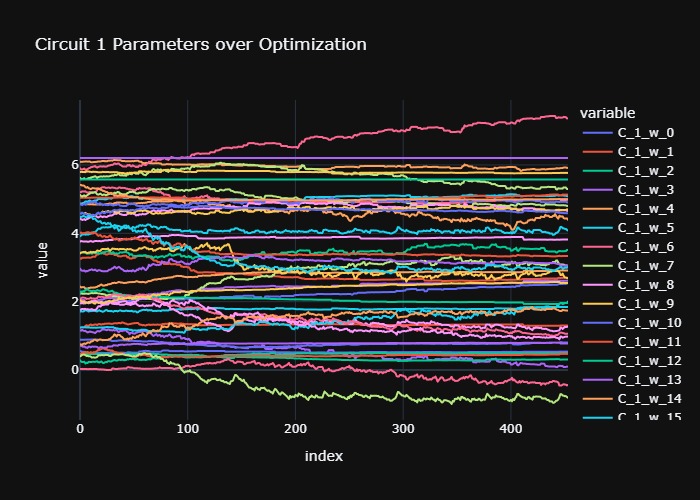 Circuit 1 Parameters over Optimization
value
6
4
2
0
0 100 200 300 400
index
variable
C_1_w_0
C_1_w_1
C_1_w_2
C_1_w_3
C_1_w_4
C_1_w_5
C_1_w_6
C_1_w_7
C_1_w_8
C_1_w_9
C_1_w_10
C_1_w_11
C_1_w_12
C_1_w_13
C_1_w_14
C_1_w_15